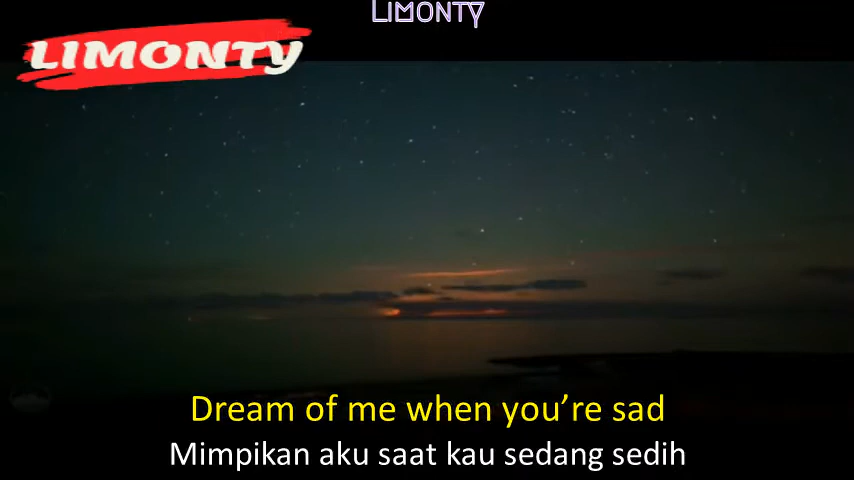 LIMONTY
LIMONTY
Dream of me when you're sad
Mimpikan aku saat kau sedang sedih